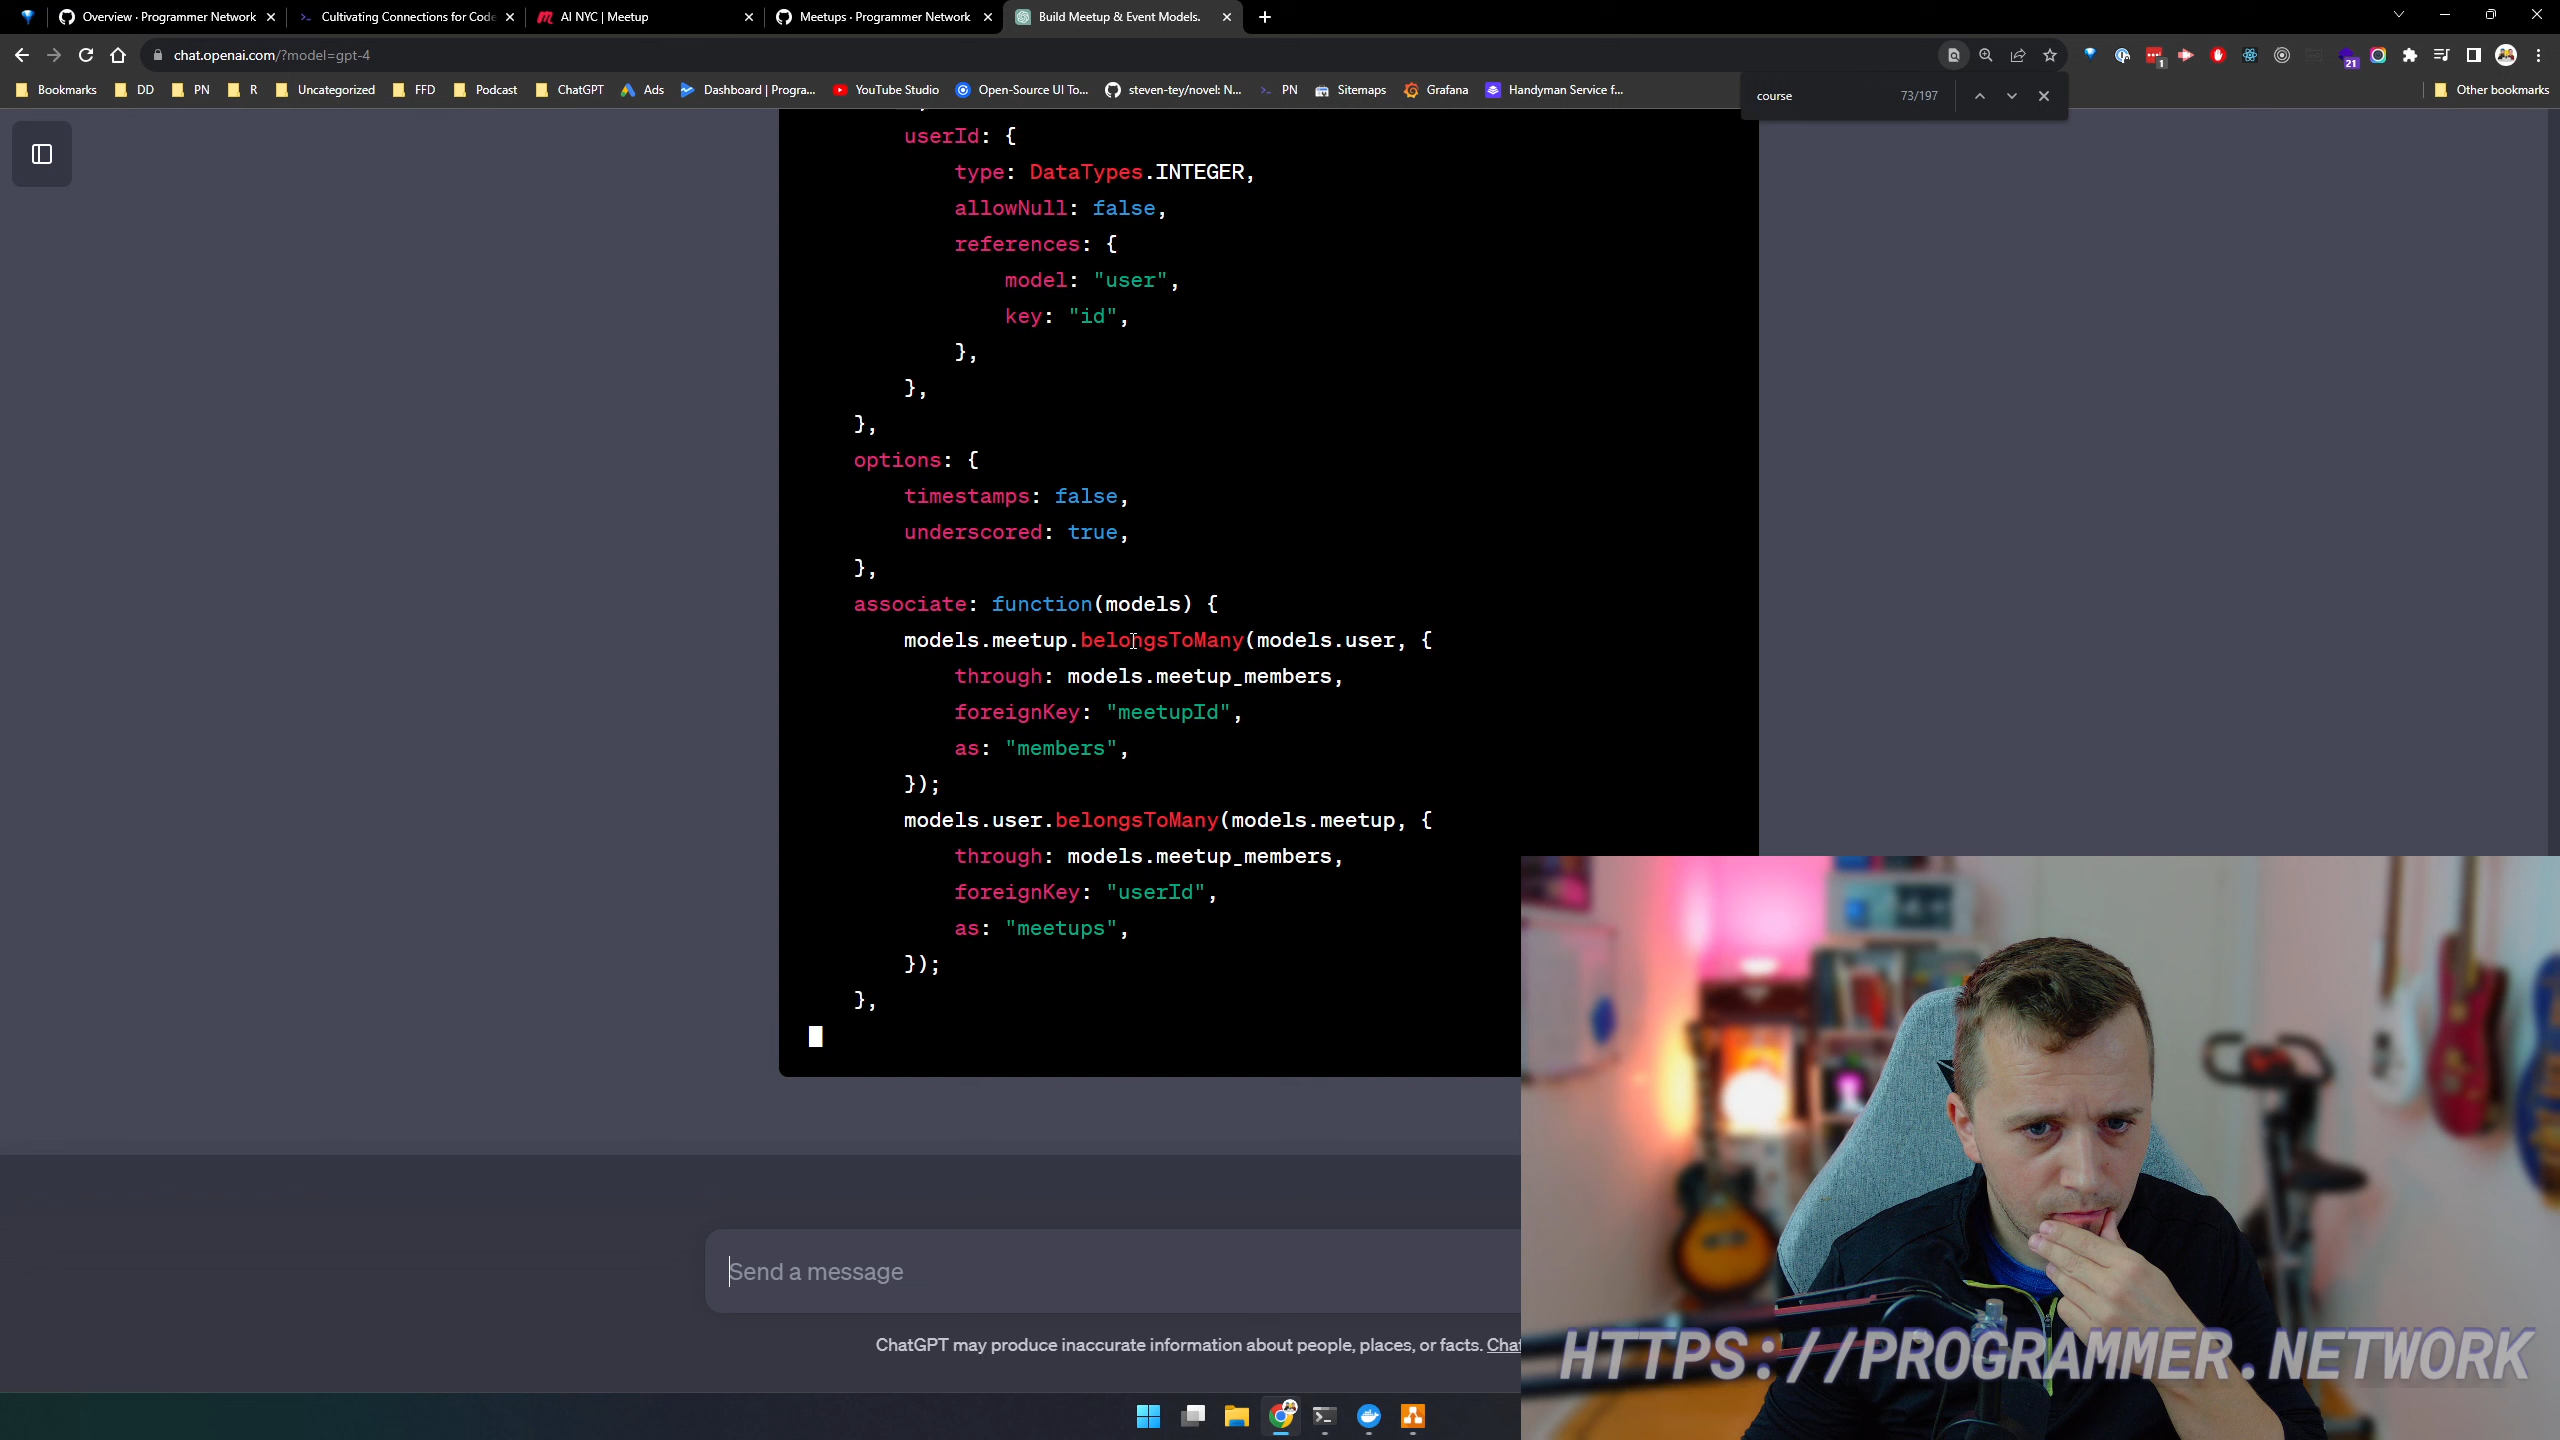 Overview · Programmer Network
Cultivating Connections for Code
AI NYC | Meetup
Meetups · Programmer Network
Build Meetup & Event Models.
chat.openai.com/?model=gpt-4
Bookmarks
DD
PN
R
Uncategorized
FFD
Podcast
ChatGPT
Ads
Dashboard | Progra...
YouTube Studio
Open-Source UI To...
steven-tey/novel: N...
PN
Sitemaps
Grafana
Handyman Service f...
Other bookmarks
course 73/197
1
21
userId: {
type: DataTypes.INTEGER,
allowNull: false,
references: {
model: "user",
key: "id",
},
},
},
options: {
timestamps: false,
underscored: true,
},
associate: function(models) {
models.meetup.belongsToMany(models.user, {
through: models.meetup_members,
foreignKey: "meetupId",
as: "members",
});
models.user.belongsToMany(models.meetup, {
through: models.meetup_members,
foreignKey: "userId",
as: "meetups",
});
},
Send a message
ChatGPT may produce inaccurate information about people, places, or facts.
HTTPS://PROGRAMMER.NETWORK